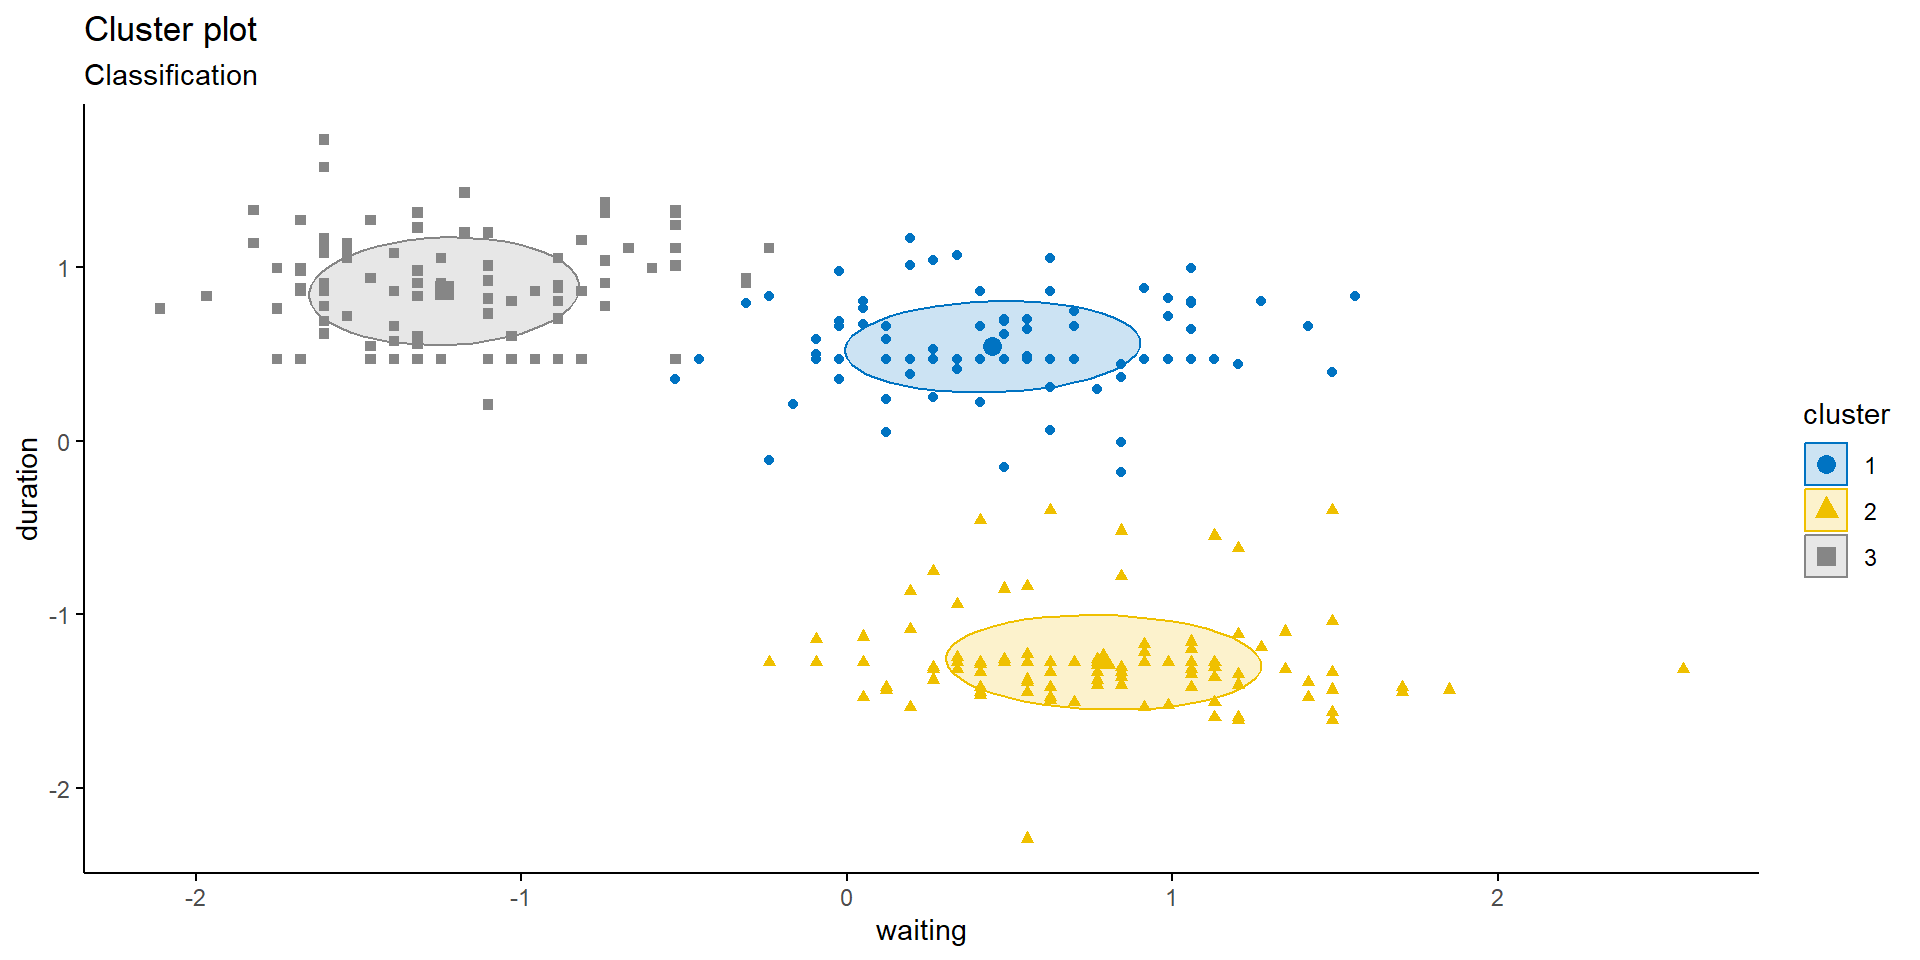 Cluster plot
Classification
1
0
-1
-2
duration
-2
-1
0
1
2
waiting
cluster
1
2
3